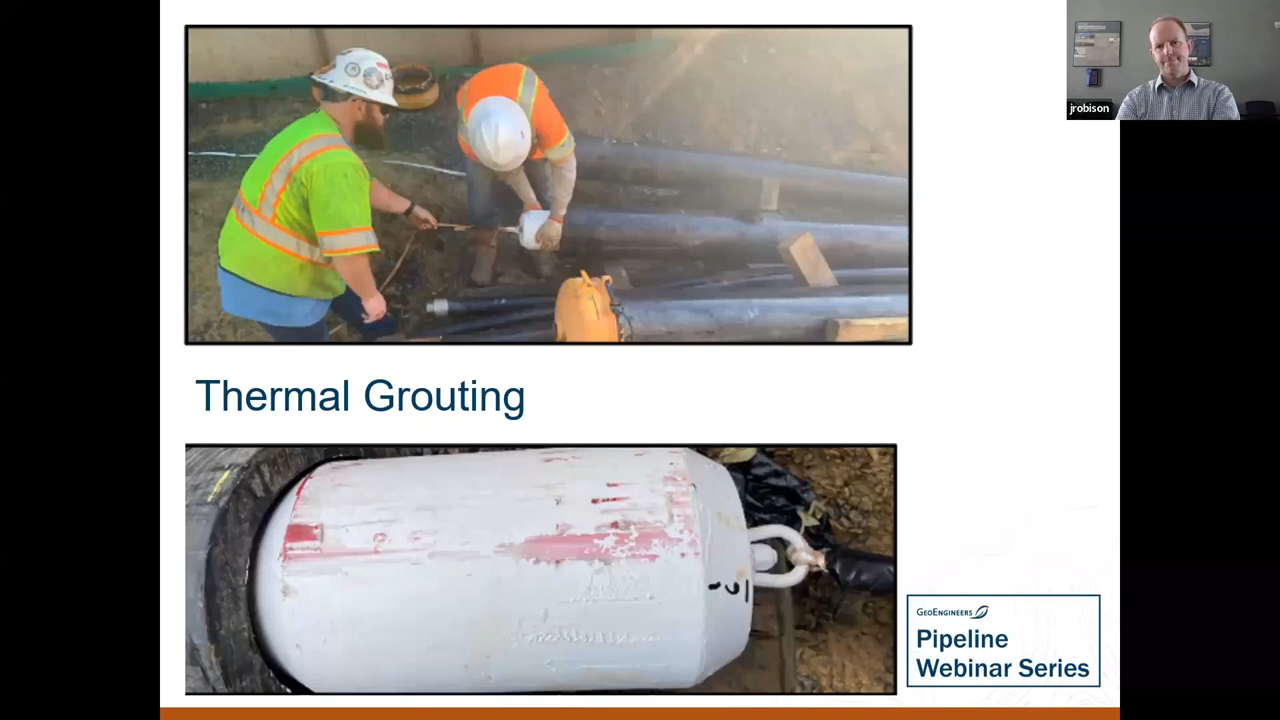 jrobison
Thermal Grouting
GEOENGINEERS
Pipeline
Webinar Series